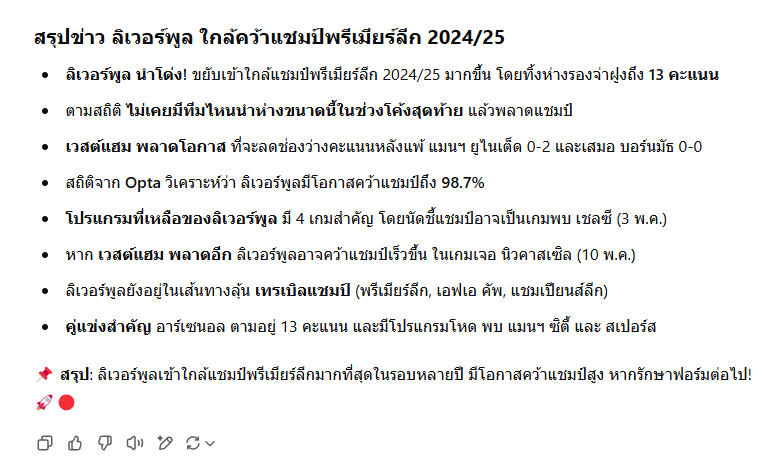 สรุปข่าว ลิเวอร์พูล ใกล้คว้าแชมป์พรีเมียร์ลีก 2024/25
• ลิเวอร์พูล นำโด่ง! ขยับเข้าใกล้แชมป์พรีเมียร์ลีก 2024/25 มากขึ้น โดยทิ้งห่างรองจ่าฝูงถึง 13 คะแนน
• ตามสถิติ ไม่เคยมีทีมไหนนำห่างขนาดนี้ในช่วงโค้งสุดท้าย แล้วพลาดแชมป์
• เวสต์แฮม พลาดโอกาส ที่จะลดช่องว่างคะแนนหลังแพ้ แมนฯ ยูไนเต็ด 0-2 และเสมอ บอร์นมัธ 0-0
• สถิติจาก Opta วิเคราะห์ว่า ลิเวอร์พูลมีโอกาสคว้าแชมป์ถึง 98.7%
• โปรแกรมที่เหลือของลิเวอร์พูล มี 4 เกมสำคัญ โดยนัดชี้แชมป์อาจเป็นเกมพบ เชลซี (3 พ.ค.)
• หาก เวสต์แฮม พลาดอีก ลิเวอร์พูลอาจคว้าแชมป์เร็วขึ้น ในเกมเจอ นิวคาสเซิล (10 พ.ค.)
• ลิเวอร์พูลยังอยู่ในเส้นทางลุ้น เทรเบิลแชมป์ (พรีเมียร์ลีก, เอฟเอ คัพ, แชมเปียนส์ลีก)
• คู่แข่งสำคัญ อาร์เซนอล ตามอยู่ 13 คะแนน และมีโปรแกรมโหด พบ แมนฯ ซิตี้ และ สเปอร์ส
📌 สรุป: ลิเวอร์พูลเข้าใกล้แชมป์พรีเมียร์ลีกมากที่สุดในรอบหลายปี มีโอกาสคว้าแชมป์สูง หากรักษาฟอร์มต่อไป!
🚀🔴